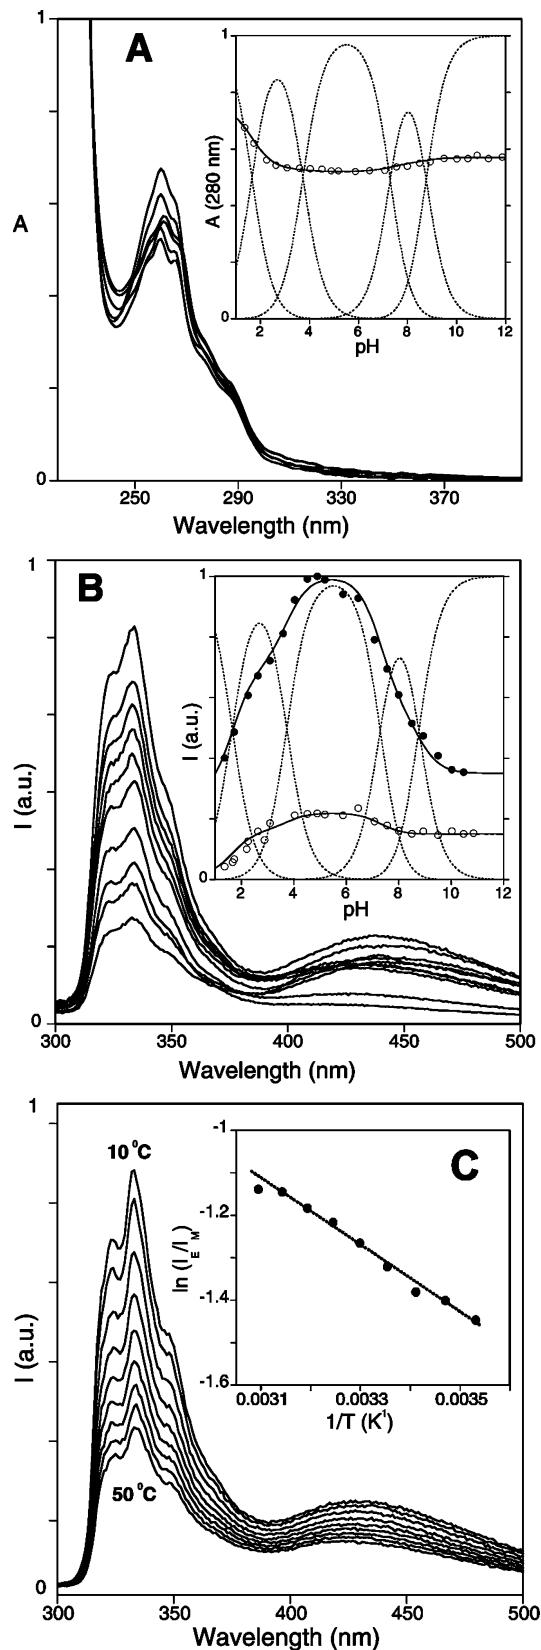 1
A
1
A (280 nm)
0
2 4 6 8 10 12
pH
A
0
250 290 330 370
Wavelength (nm)
1
B
1
I (a.u.)
0
2 4 6 8 10 12
pH
I (a.u.)
0
300 350 400 450 500
Wavelength (nm)
1
10 °C
C
-1
-1.2
-1.4
-1.6
ln (I_E/I_M)
0.0031 0.0033 0.0035
1/T (K¹)
I (a.u.)
50 °C
0
300 350 400 450 500
Wavelength (nm)